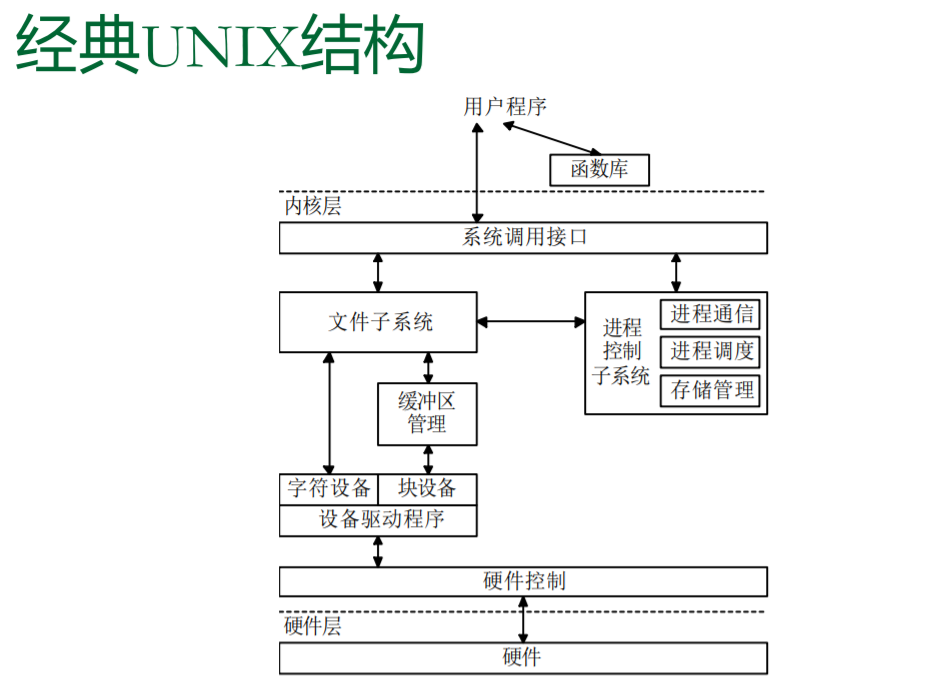 经典UNIX结构
用户程序
函数库
内核层
系统调用接口
文件子系统
进程
控制
子系统
进程通信
进程调度
存储管理
缓冲区
管理
字符设备
块设备
设备驱动程序
硬件控制
硬件层
硬件